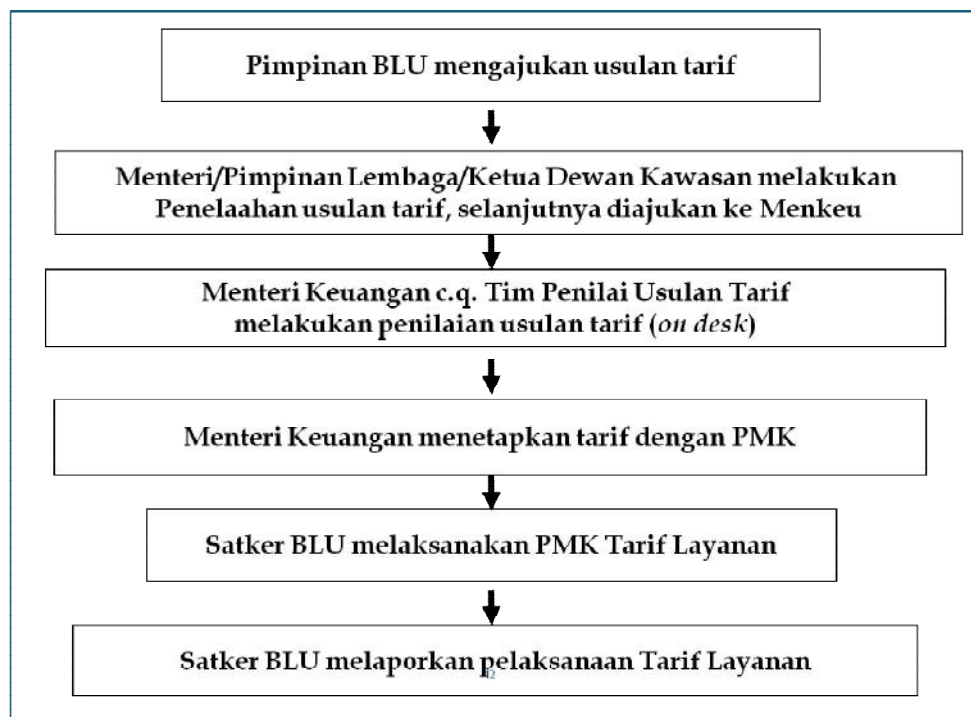 Pimpinan BLU mengajukan usulan tarif
Menteri/Pimpinan Lembaga/Ketua Dewan Kawasan melakukan
Penelaahan usulan tarif, selanjutnya diajukan ke Menkeu
Menteri Keuangan c.q. Tim Penilai Usulan Tarif
melakukan penilaian usulan tarif (on desk)
Menteri Keuangan menetapkan tarif dengan PMK
Satker BLU melaksanakan PMK Tarif Layanan
Satker BLU melaporkan pelaksanaan Tarif Layanan
12